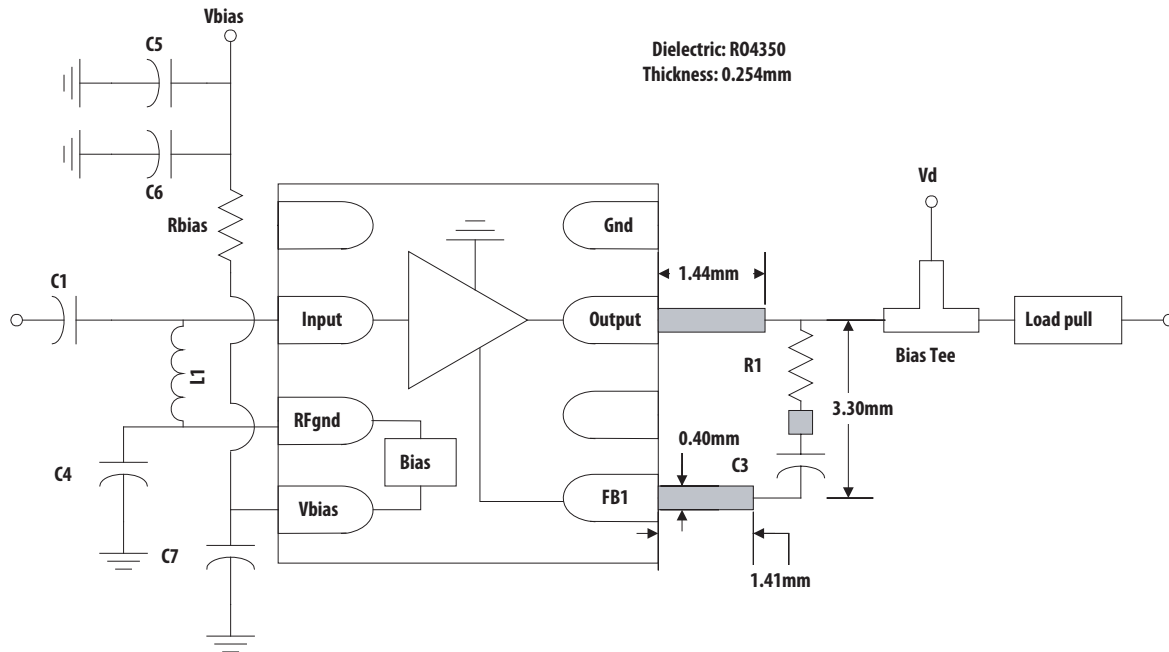 Vbias
C5
Dielectric: RO4350
Thickness: 0.254mm
C6
Vd
Rbias
Gnd
1.44mm
C1
Input
Output
Load pull
Bias Tee
R1
L1
3.30mm
RFgnd
0.40mm
Bias
C3
C4
FB1
Vbias
C7
1.41mm